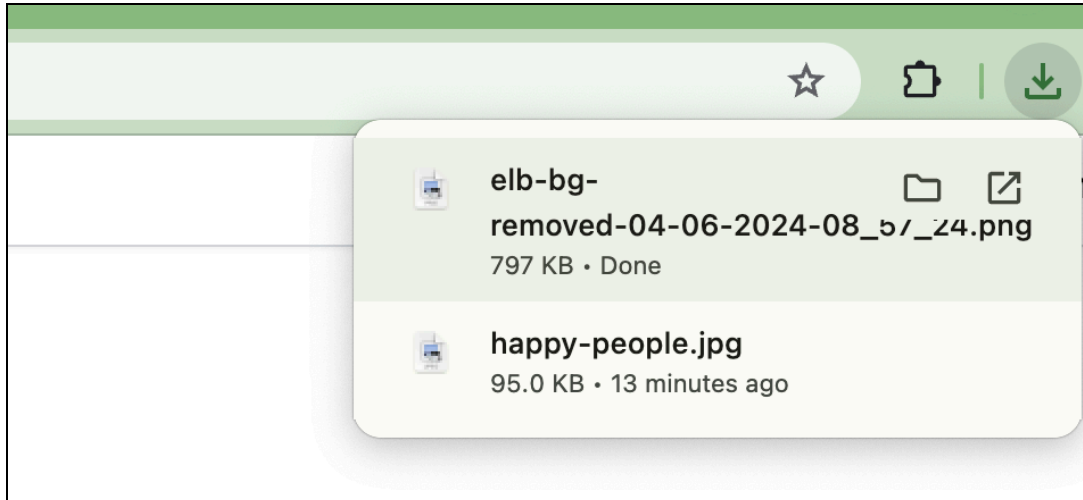 elb-bg-
removed-04-06-2024-08_57_24.png
797 KB • Done
happy-people.jpg
95.0 KB • 13 minutes ago